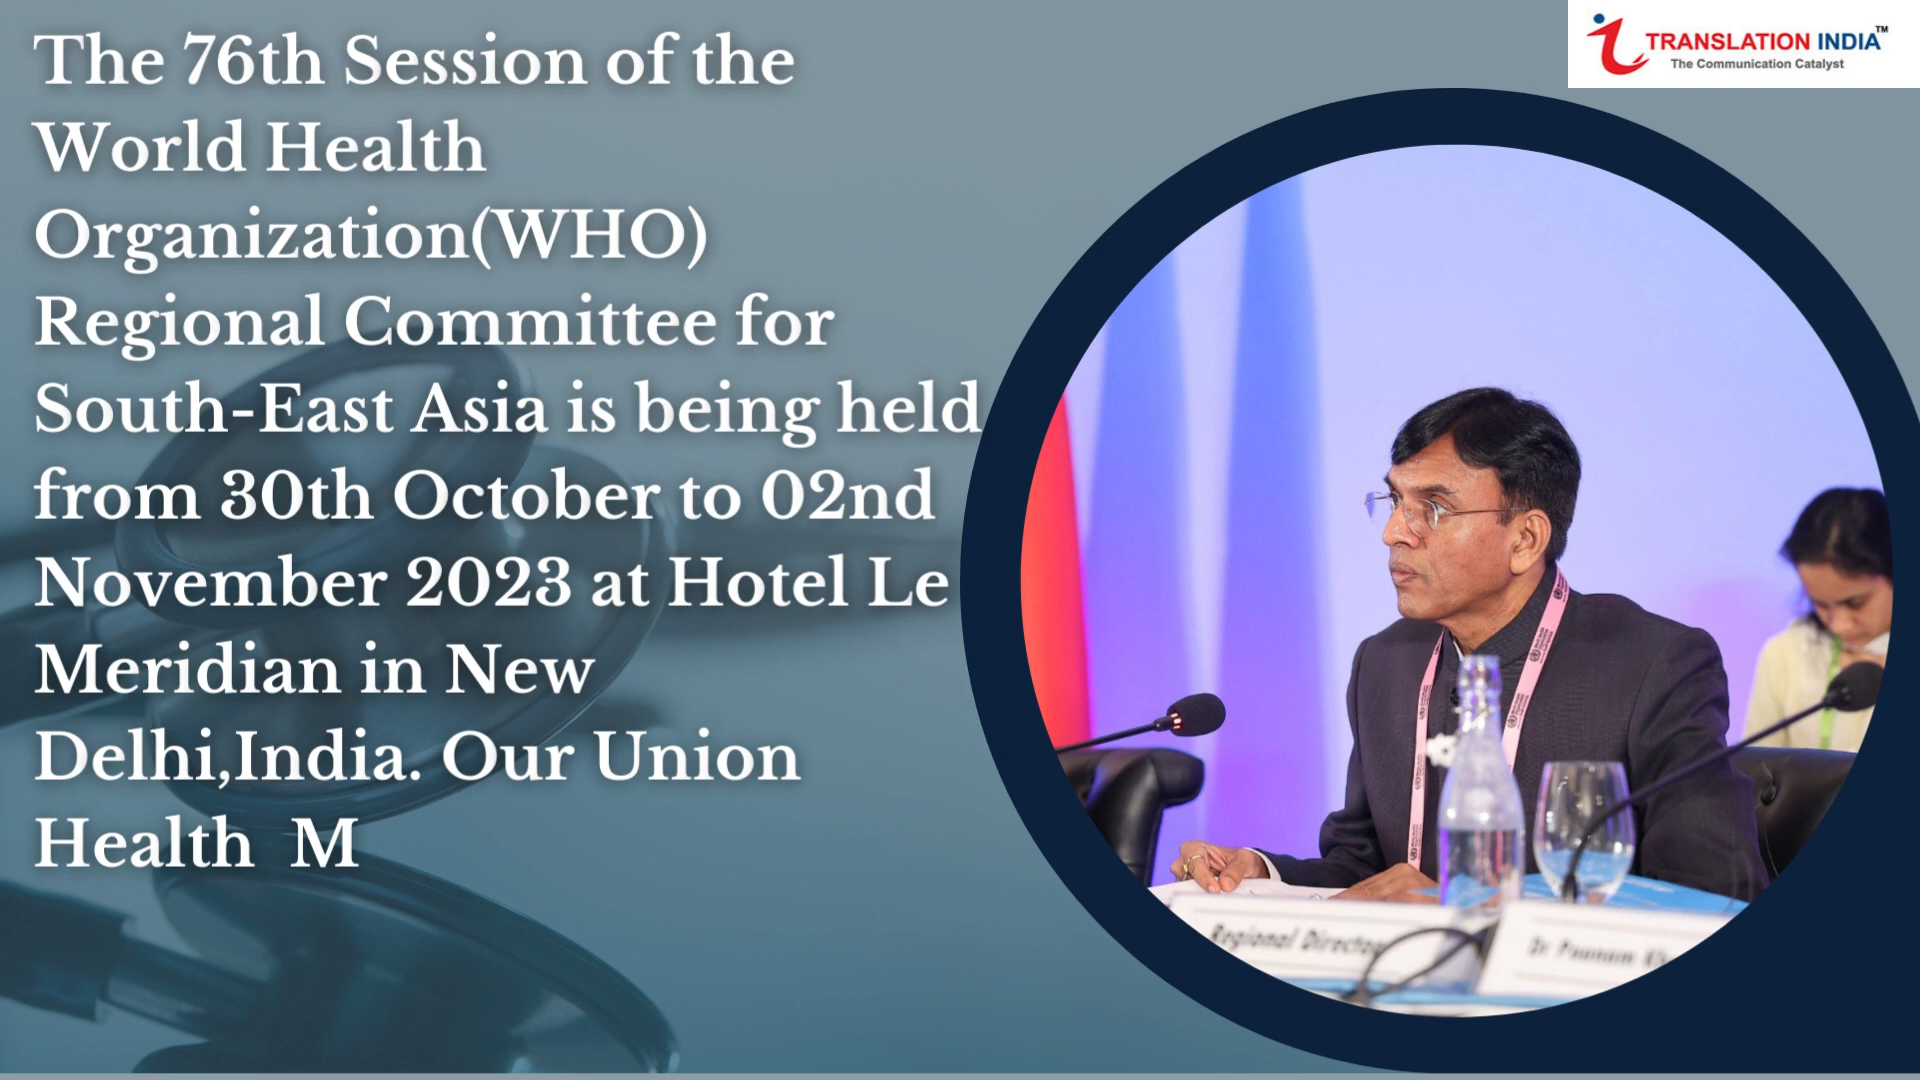 The 76th Session of the
World Health
Organization(WHO)
Regional Committee for
South-East Asia is being held
from 30th October to 02nd
November 2023 at Hotel Le
Meridian in New
Delhi,India. Our Union
Health  M
TRANSLATION INDIA™
The Communication Catalyst
Regional
Dr Poonam